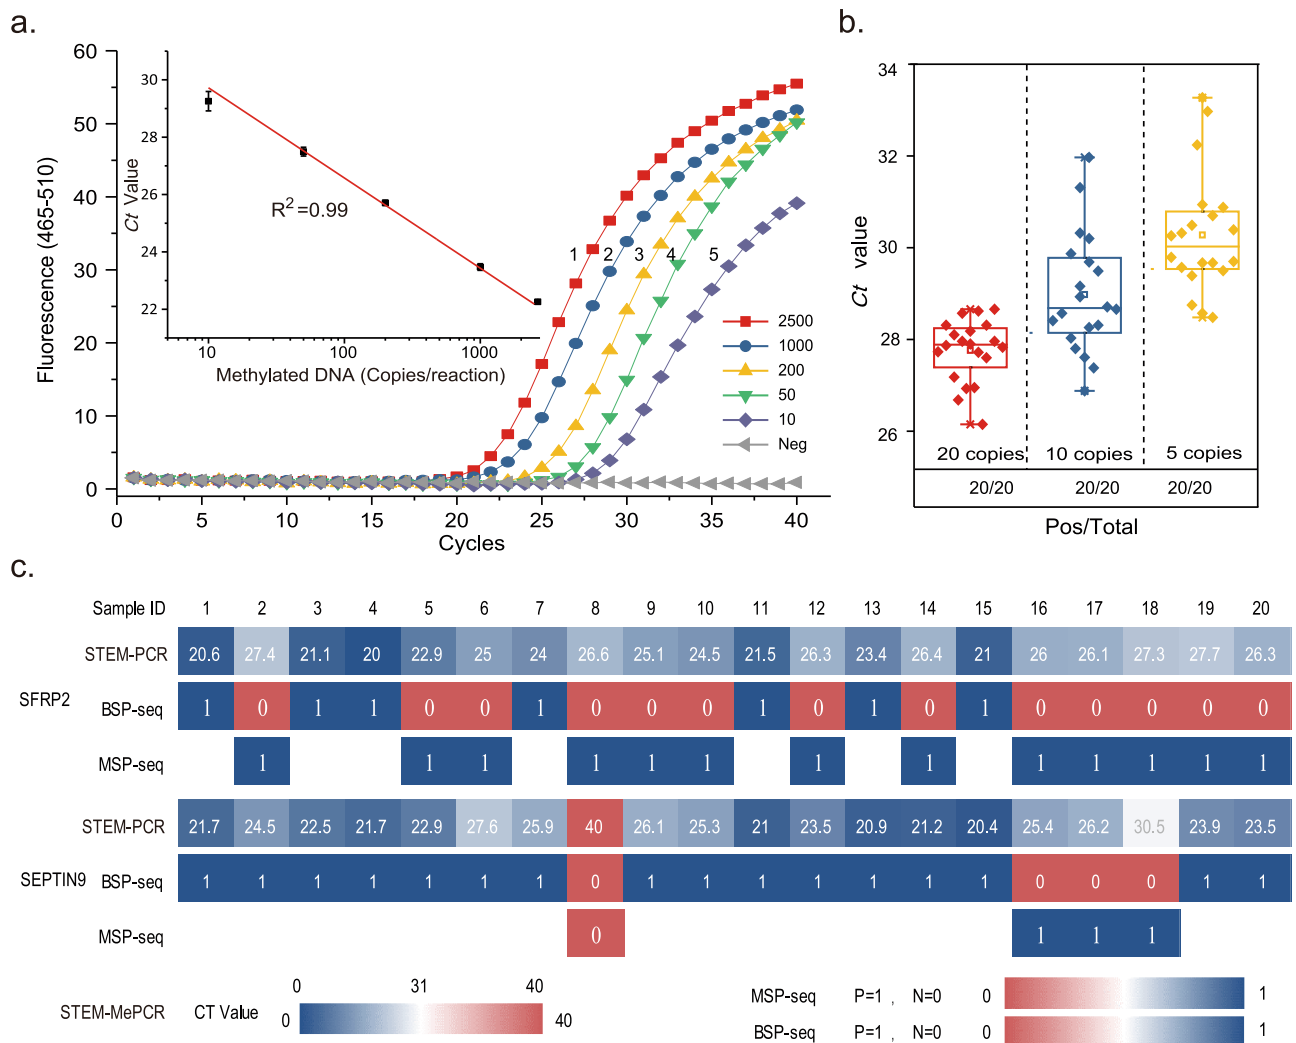 a.
60
50
40
30
20
10
0
Fluorescence (465-510)
0 5 10 15 20 25 30 35 40
Cycles
30
28
26
24
22
Ct Value
R2=0.99
10 100 1000
Methylated DNA (Copies/reaction)
1 2 3 4 5
2500
1000
200
50
10
Neg
b.
34
32
30
28
26
Ct value
20 copies 10 copies 5 copies
20/20 20/20 20/20
Pos/Total
c.
Sample ID 1 2 3 4 5 6 7 8 9 10 11 12 13 14 15 16 17 18 19 20
SFRP2
STEM-PCR 20.6 27.4 21.1 20 22.9 25 24 26.6 25.1 24.5 21.5 26.3 23.4 26.4 21 26 26.1 27.3 27.7 26.3
BSP-seq 1 0 1 1 0 0 1 0 0 0 1 0 1 0 1 0 0 0 0 0
MSP-seq 1 1 1 1 1 1 1 1 1 1 1 1 1
SEPTIN9
STEM-PCR 21.7 24.5 22.5 21.7 22.9 27.6 25.9 40 26.1 25.3 21 23.5 20.9 21.2 20.4 25.4 26.2 30.5 23.9 23.5
BSP-seq 1 1 1 1 1 1 1 0 1 1 1 1 1 1 1 0 0 0 1 1
MSP-seq 0 1 1 1
0 31 40
STEM-MePCR CT Value 0 40
MSP-seq P=1 , N=0 0 1
BSP-seq P=1 , N=0 0 1